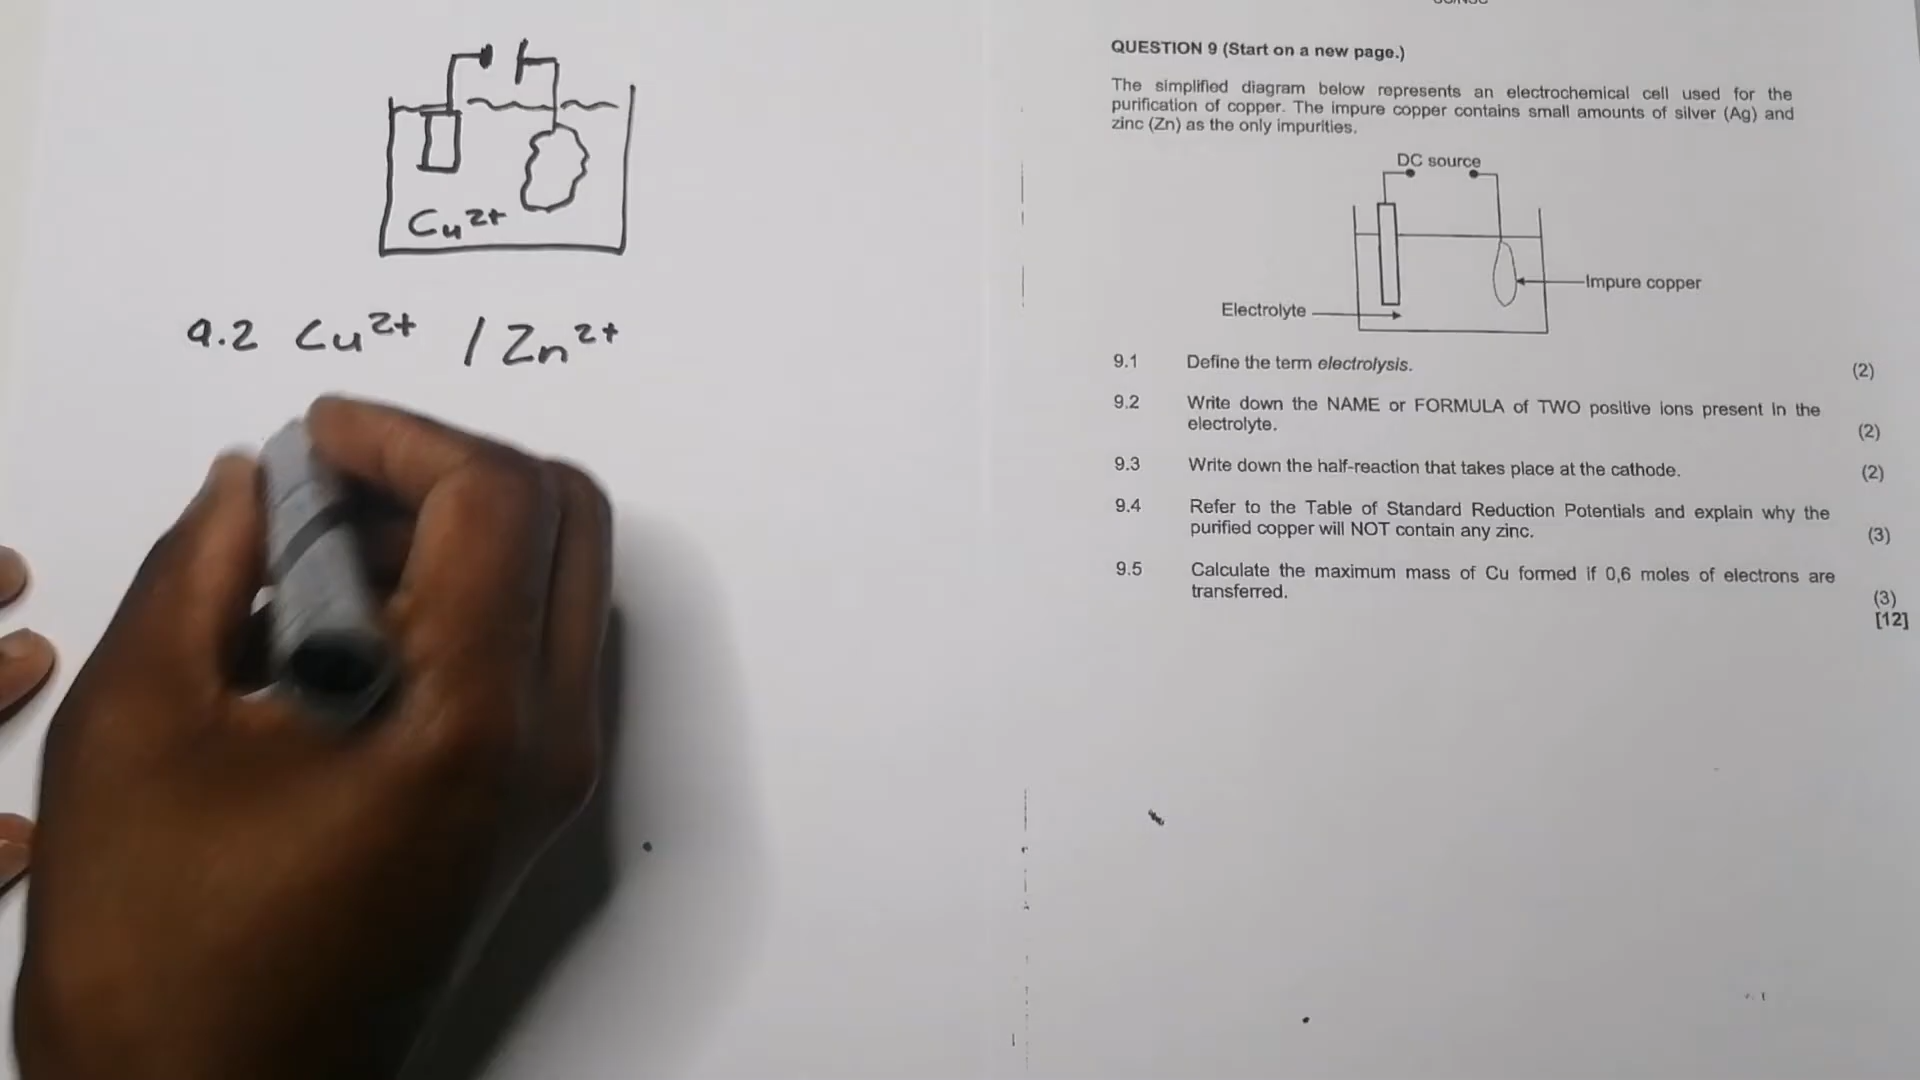 Cu2+
9.2 Cu2+ / Zn2+
QUESTION 9 (Start on a new page.)
The simplified diagram below represents an electrochemical cell used for the
purification of copper. The impure copper contains small amounts of silver (Ag) and
zinc (Zn) as the only impurities.
DC source
Impure copper
Electrolyte
9.1 Define the term electrolysis. (2)
9.2 Write down the NAME or FORMULA of TWO positive ions present in the
electrolyte. (2)
9.3 Write down the half-reaction that takes place at the cathode. (2)
9.4 Refer to the Table of Standard Reduction Potentials and explain why the
purified copper will NOT contain any zinc. (3)
9.5 Calculate the maximum mass of Cu formed if 0,6 moles of electrons are
transferred. (3)
[12]